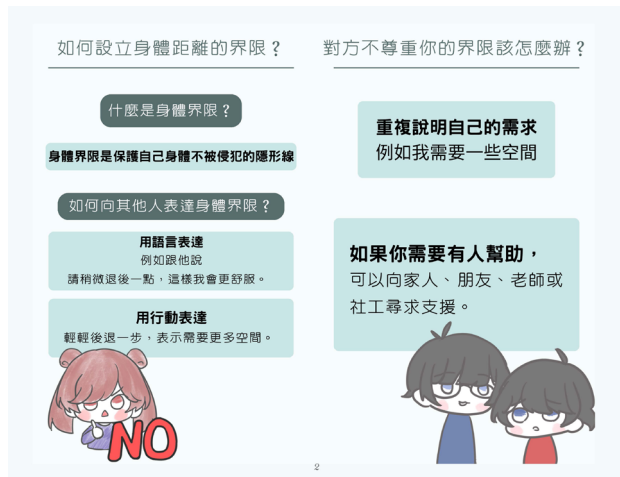 如何設立身體距離的界限？
什麼是身體界限？
身體界限是保護自己身體不被侵犯的隱形線
如何向其他人表達身體界限？
用語言表達
例如跟他說
請稍微退後一點，這樣我會更舒服。
用行動表達
輕輕後退一步，表示需要更多空間。
NO
對方不尊重你的界限該怎麼辦？
重複說明自己的需求
例如我需要一些空間
如果你需要有人幫助，
可以向家人、朋友、老師或
社工尋求支援。
2